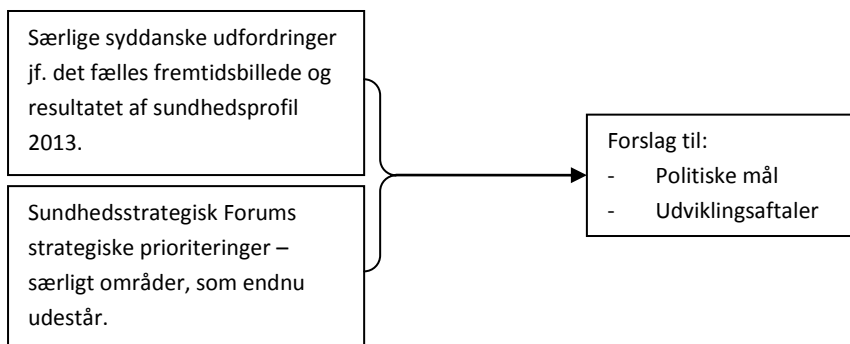 Særlige syddanske udfordringer
jf. det fælles fremtidsbillede og
resultatet af sundhedsprofil
2013.
Sundhedsstrategisk Forums
strategiske prioriteringer –
særligt områder, som endnu
udestår.
Forslag til:
- Politiske mål
- Udviklingsaftaler